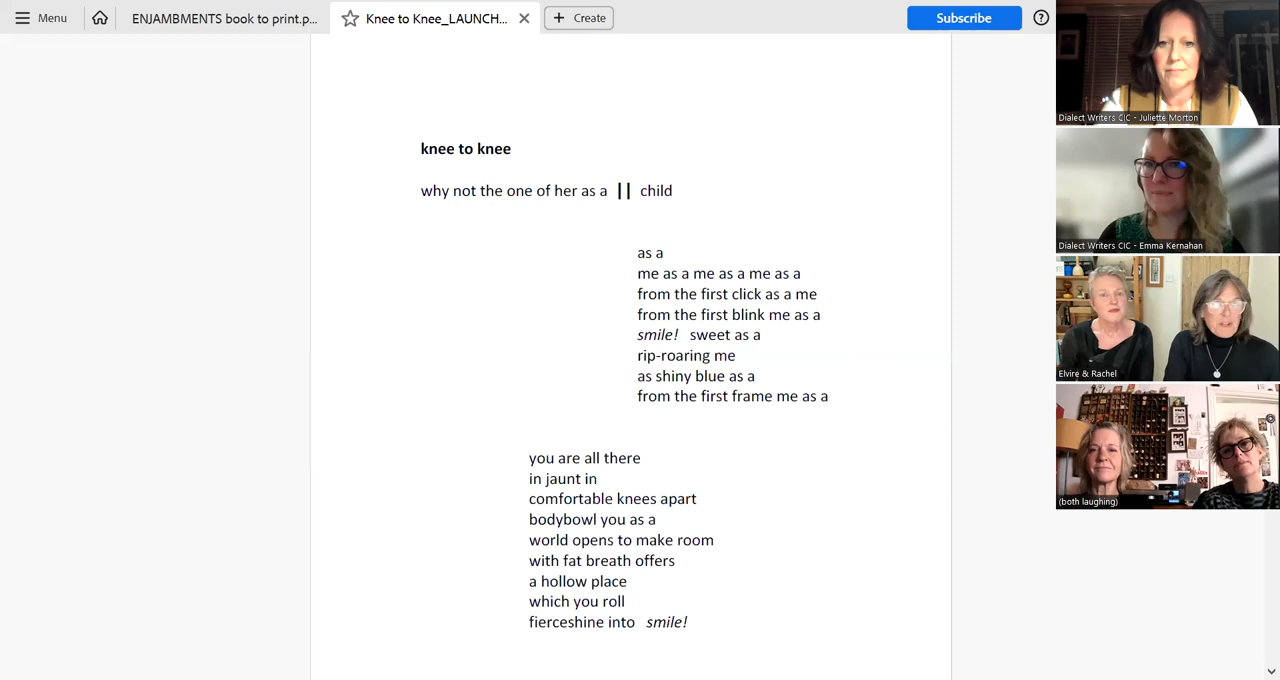 Menu
ENJAMBMENTS book to print.p...
Knee to Knee_LAUNCH...
Create
Subscribe
knee to knee
why not the one of her as a || child
as a
me as a me as a me as a
from the first click as a me
from the first blink me as a
smile! sweet as a
rip-roaring me
as shiny blue as a
from the first frame me as a
you are all there
in jaunt in
comfortable knees apart
bodybowl you as a
world opens to make room
with fat breath offers
a hollow place
which you roll
fierceshine into smile!
Dialect Writers CIC - Juliette Morton
Dialect Writers CIC - Emma Kernahan
Elvire & Rachel
(both laughing)